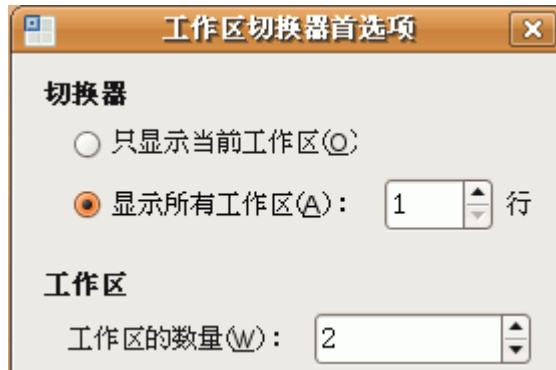 工作区切换器首选项
切换器
只显示当前工作区(O)
显示所有工作区(A)： 1 行
工作区
工作区的数量(W)： 2